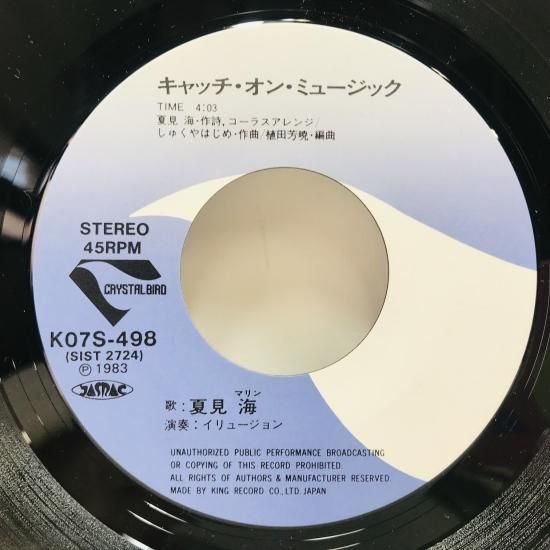 キャッチ・オン・ミュージック
TIME 4:03
夏見 海・作詩,コーラスアレンジ/
しゅくやはじめ・作曲/植田芳暁・編曲
STEREO
45RPM
CRYSTALBIRD
K07S-498
(SIST 2724)
Ⓟ 1983
JASRAC
マリン
歌:夏見 海
演奏:イリュージョン
UNAUTHORIZED PUBLIC PERFORMANCE BROADCASTING
OR COPYING OF THIS RECORD PROHIBITED.
ALL RIGHTS OF AUTHORS & MANUFACTURER RESERVED.
MADE BY KING RECORD CO.,LTD. JAPAN